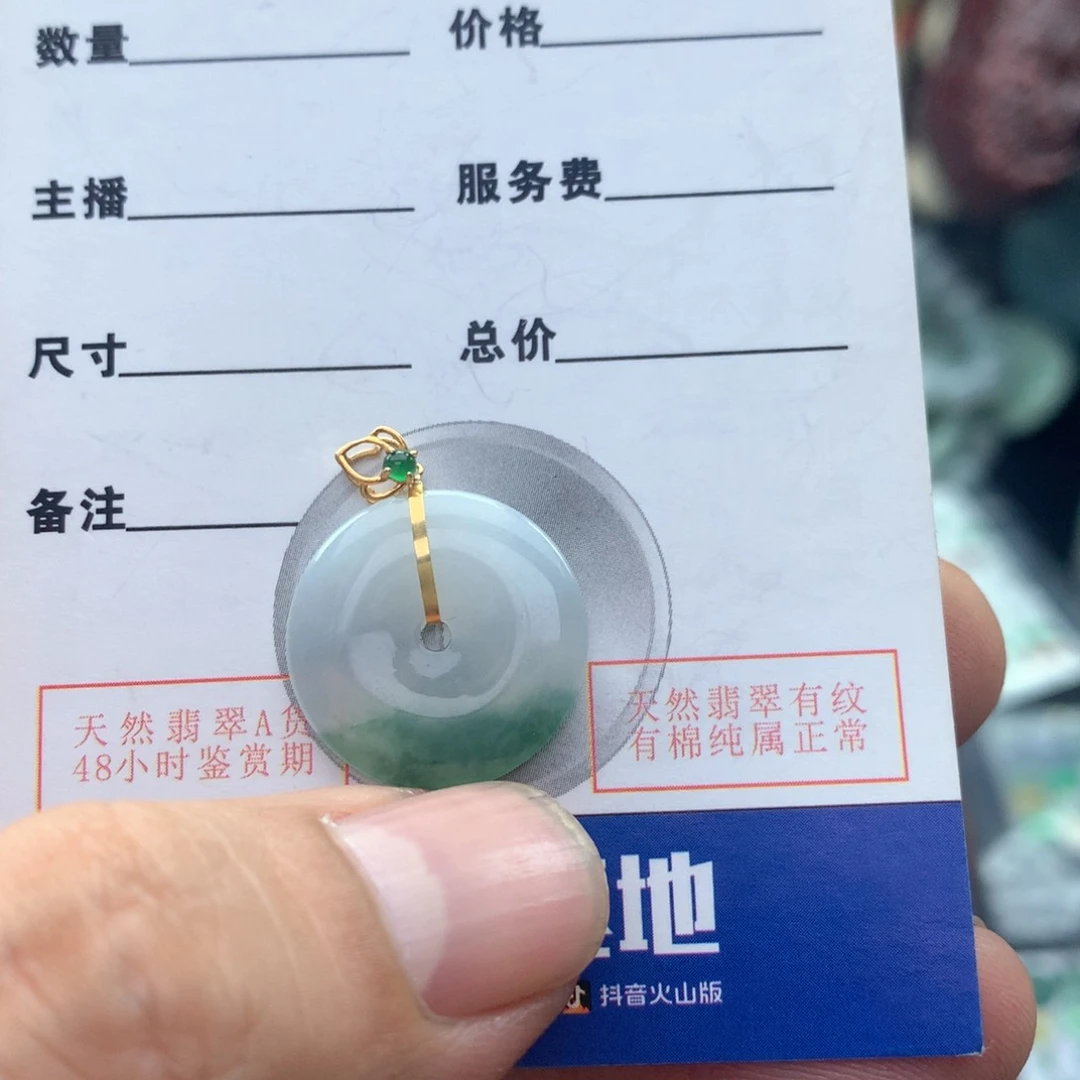 数量 价格
主播 服务费
尺寸 总价
备注
天然翡翠A货
48小时鉴赏期
天然翡翠有纹
有棉纯属正常
地
抖音火山版